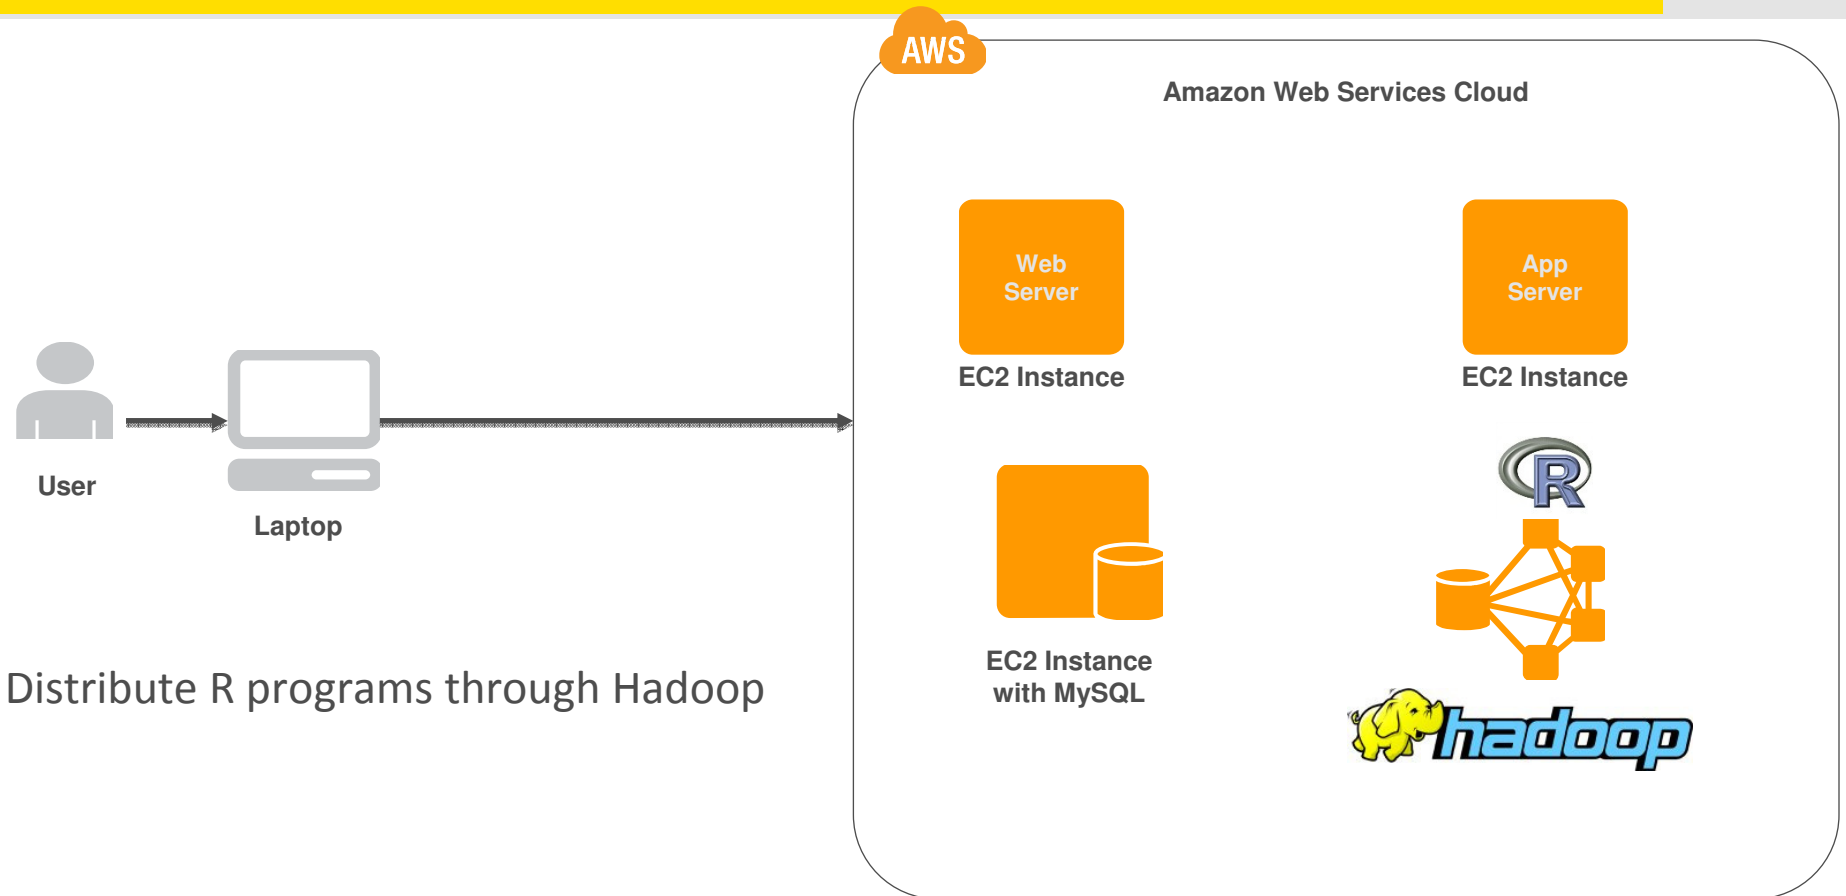 AWS
Amazon Web Services Cloud
Web
Server
App
Server
EC2 Instance
EC2 Instance
User
Laptop
R
EC2 Instance
with MySQL
Distribute R programs through Hadoop
hadoop